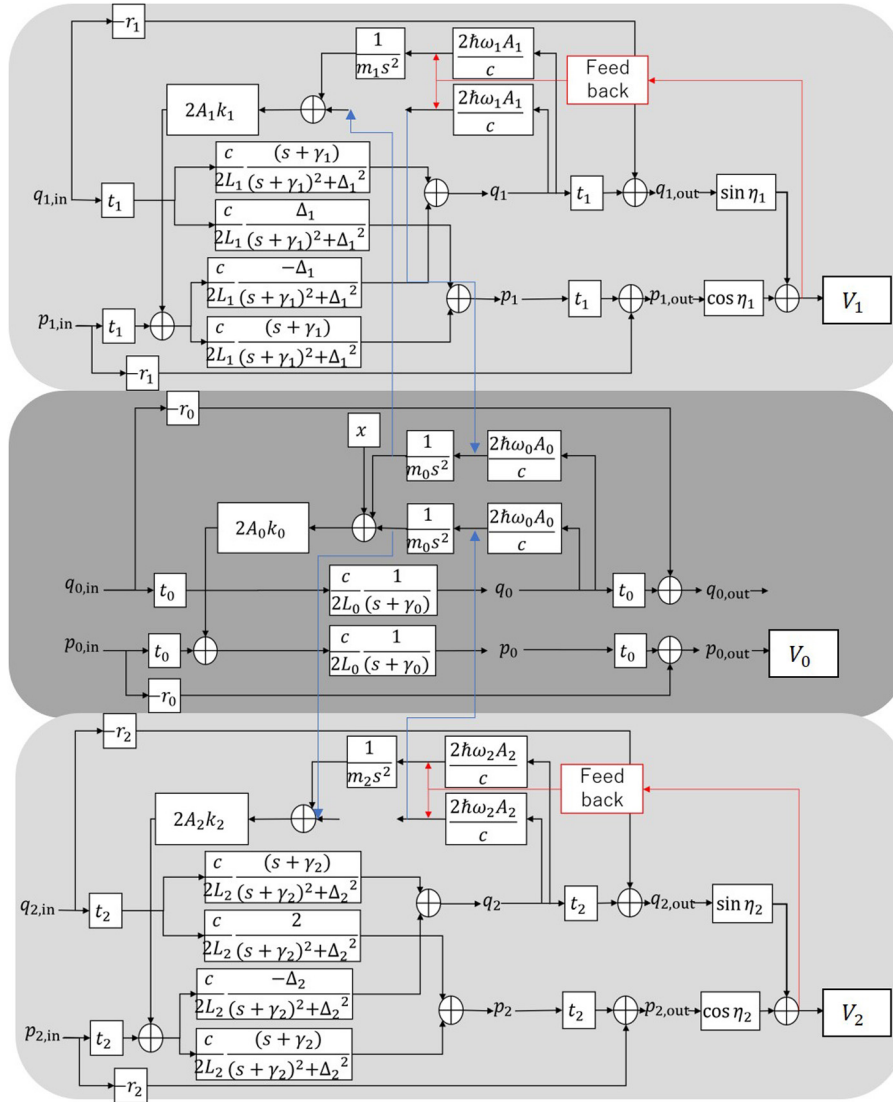 −r₁
1/(m₁s²)
2ℏω₁A₁/c
Feed back
2A₁k₁
2ℏω₁A₁/c
c/(2L₁) (s + γ₁)/((s + γ₁)²+Δ₁²)
q₁,in
t₁
q₁
t₁
q₁,out
sin η₁
c/(2L₁) Δ₁/((s + γ₁)²+Δ₁²)
c/(2L₁) −Δ₁/((s + γ₁)²+Δ₁²)
p₁
t₁
p₁,out
cos η₁
V₁
p₁,in
t₁
c/(2L₁) (s + γ₁)/((s + γ₁)²+Δ₁²)
−r₁
−r₀
x
1/(m₀s²)
2ℏω₀A₀/c
2A₀k₀
1/(m₀s²)
2ℏω₀A₀/c
q₀,in
t₀
c/(2L₀) 1/(s + γ₀)
q₀
t₀
q₀,out
p₀,in
t₀
c/(2L₀) 1/(s + γ₀)
p₀
t₀
p₀,out
V₀
−r₀
−r₂
1/(m₂s²)
2ℏω₂A₂/c
Feed back
2A₂k₂
2ℏω₂A₂/c
c/(2L₂) (s + γ₂)/((s + γ₂)²+Δ₂²)
q₂,in
t₂
q₂
t₂
q₂,out
sin η₂
c/(2L₂) 2/((s + γ₂)²+Δ₂²)
c/(2L₂) −Δ₂/((s + γ₂)²+Δ₂²)
p₂
t₂
p₂,out
cos η₂
V₂
p₂,in
t₂
c/(2L₂) (s + γ₂)/((s + γ₂)²+Δ₂²)
−r₂